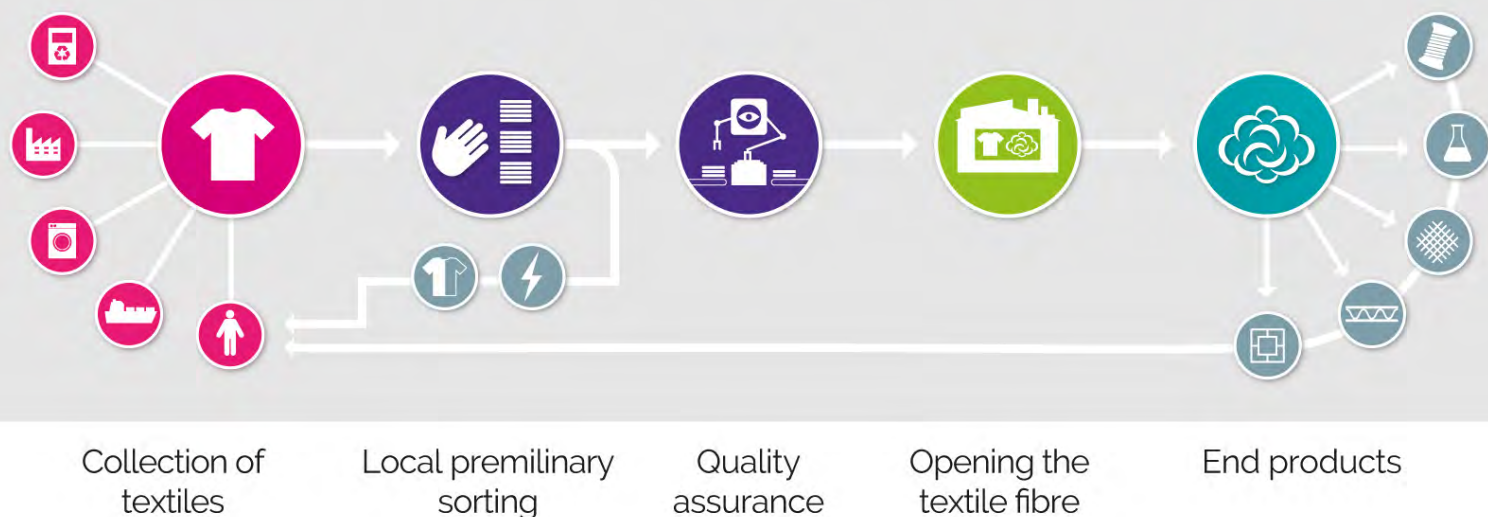 Collection of
textiles
Local premilinary
sorting
Quality
assurance
Opening the
textile fibre
End products